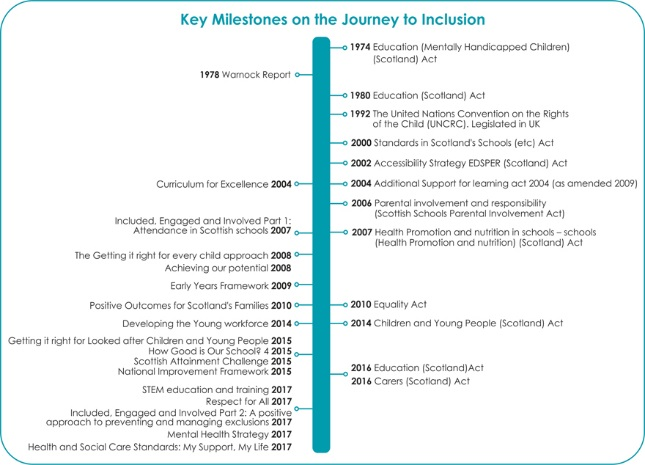 Key Milestones on the Journey to Inclusion
1974 Education (Mentally Handicapped Children)
(Scotland) Act
1978 Warnock Report
1980 Education (Scotland) Act
1992 The United Nations Convention on the Rights
of the Child (UNCRC). Legislated in UK
2000 Standards in Scotland's Schools (etc) Act
2002 Accessibility Strategy EDSPER (Scotland) Act
Curriculum for Excellence 2004
2004 Additional Support for learning act 2004 (as amended 2009)
2006 Parental involvement and responsibility
(Scottish Schools Parental Involvement Act)
Included, Engaged and Involved Part 1:
Attendance in Scottish schools 2007
2007 Health Promotion and nutrition in schools – schools
(Health Promotion and nutrition) (Scotland) Act
The Getting it right for every child approach 2008
Achieving our potential 2008
Early Years Framework 2009
Positive Outcomes for Scotland's Families 2010
2010 Equality Act
Developing the Young workforce 2014
2014 Children and Young People (Scotland) Act
Getting it right for Looked after Children and Young People 2015
How Good is Our School? 4 2015
Scottish Attainment Challenge 2015
National Improvement Framework 2015
2016 Education (Scotland)Act
2016 Carers (Scotland) Act
STEM education and training 2017
Respect for All 2017
Included, Engaged and Involved Part 2: A positive
approach to preventing and managing exclusions 2017
Mental Health Strategy 2017
Health and Social Care Standards: My Support, My Life 2017